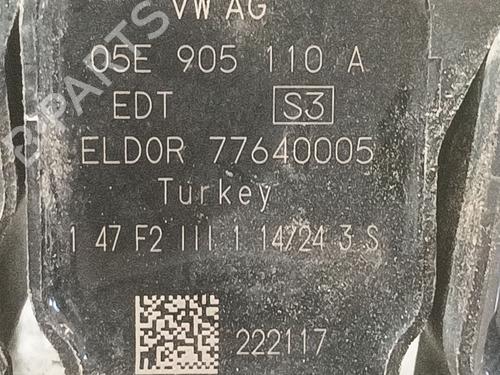 VW AG
05E 905 110 A
EDT S3
ELDOR 77640005
Turkey
1 47 F2 III 1 14/24 3 S
222117
B-PARTS